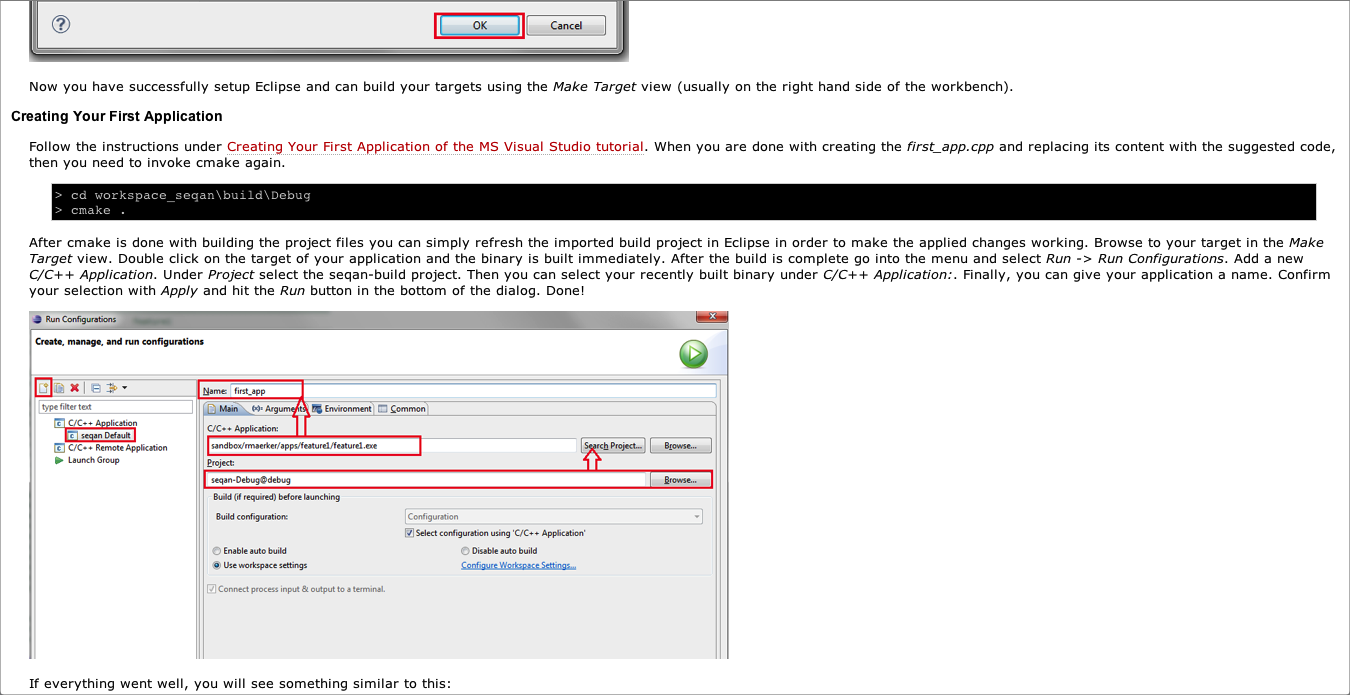 OK Cancel
Now you have successfully setup Eclipse and can build your targets using the Make Target view (usually on the right hand side of the workbench).
Creating Your First Application
Follow the instructions under Creating Your First Application of the MS Visual Studio tutorial. When you are done with creating the first_app.cpp and replacing its content with the suggested code,
then you need to invoke cmake again.
> cd workspace_seqan\build\Debug
> cmake .
After cmake is done with building the project files you can simply refresh the imported build project in Eclipse in order to make the applied changes working. Browse to your target in the Make
Target view. Double click on the target of your application and the binary is built immediately. After the build is complete go into the menu and select Run -> Run Configurations. Add a new
C/C++ Application. Under Project select the seqan-build project. Then you can select your recently built binary under C/C++ Application:. Finally, you can give your application a name. Confirm
your selection with Apply and hit the Run button in the bottom of the dialog. Done!
Run Configurations
Create, manage, and run configurations
type filter text
C/C++ Application
seqan Default
C/C++ Remote Application
Launch Group
Name: first_app
Main Arguments Environment Common
C/C++ Application:
sandbox/rmaerker/apps/feature1/feature1.exe Search Project... Browse...
Project:
seqan-Debug@debug Browse...
Build (if required) before launching
Build configuration: Configuration
Select configuration using 'C/C++ Application'
Enable auto build Disable auto build
Use workspace settings Configure Workspace Settings...
Connect process input & output to a terminal.
If everything went well, you will see something similar to this: